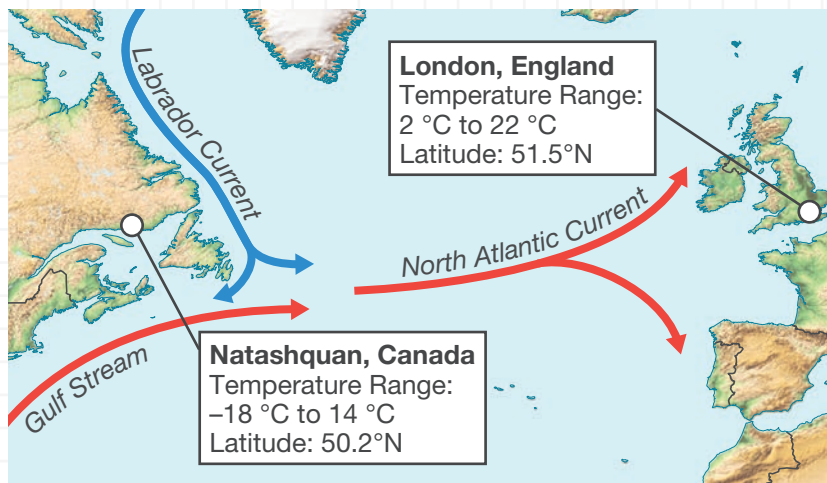 Labrador Current
London, England
Temperature Range:
2 °C to 22 °C
Latitude: 51.5°N
North Atlantic Current
Gulf Stream
Natashquan, Canada
Temperature Range:
–18 °C to 14 °C
Latitude: 50.2°N